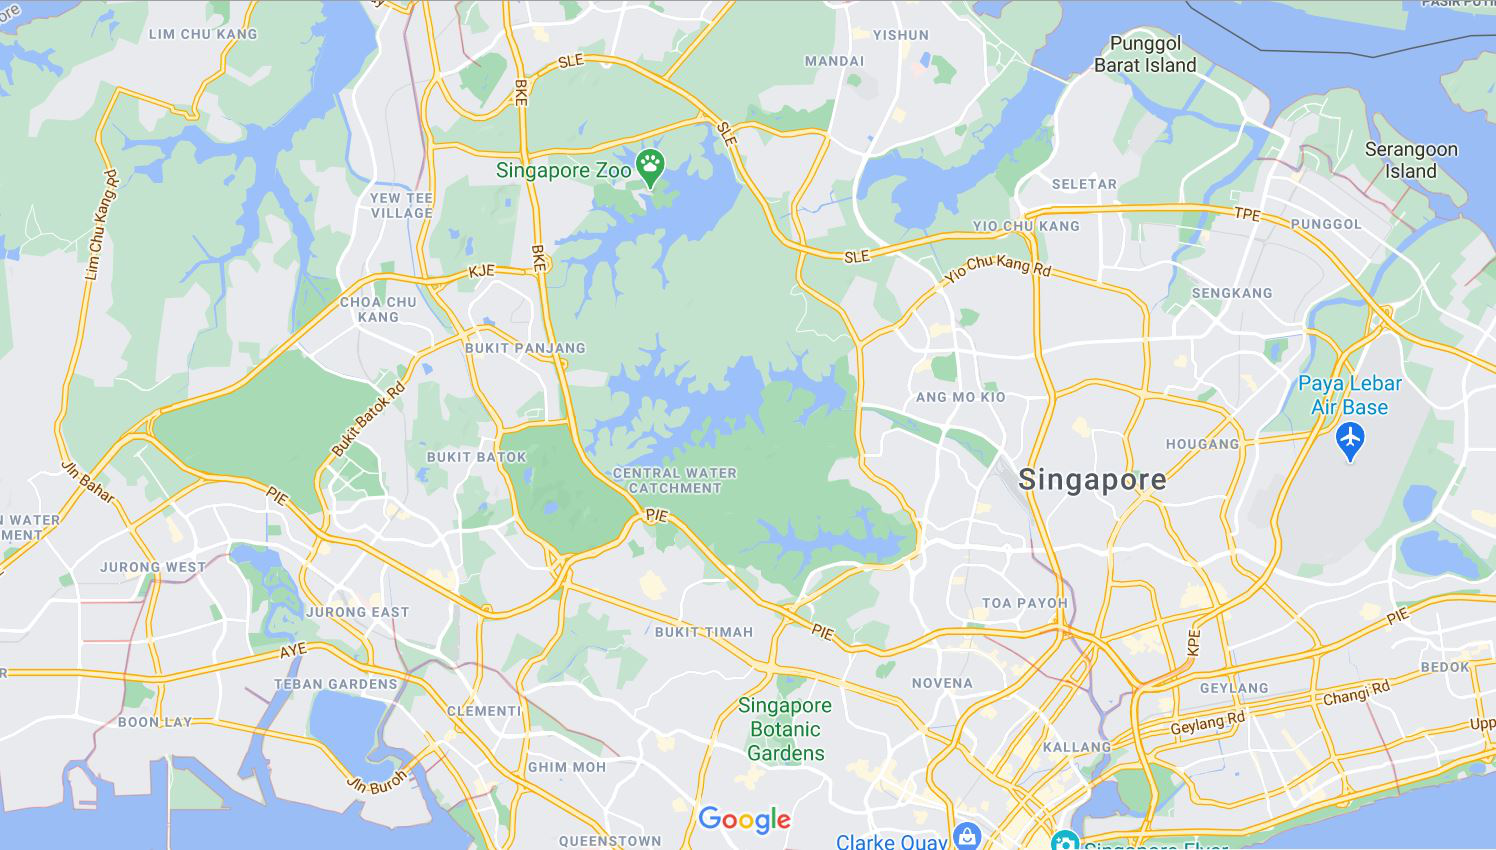 LIM CHU KANG
YISHUN
MANDAI
Punggol
Barat Island
SLE
BKE
SLE
Serangoon
Island
Singapore Zoo
SELETAR
YEW TEE
VILLAGE
Lim Chu Kang Rd
TPE
PUNGGOL
YIO CHU KANG
BKE
SLE
KJE
Yio Chu Kang Rd
SENGKANG
CHOA CHU
KANG
BUKIT PANJANG
Paya Lebar
Air Base
Bukit Batok Rd
ANG MO KIO
HOUGANG
BUKIT BATOK
CENTRAL WATER
CATCHMENT
Singapore
Jln Bahar
PIE
PIE
N WATER
MENT
JURONG WEST
JURONG EAST
TOA PAYOH
PIE
BUKIT TIMAH
PIE
KPE
AYE
BEDOK
TEBAN GARDENS
NOVENA
GEYLANG
Changi Rd
Singapore
Botanic
Gardens
CLEMENTI
BOON LAY
Geylang Rd
Upp
KALLANG
GHIM MOH
Jln Buroh
Google
QUEENSTOWN
Clarke Quay
Singapore Flyer